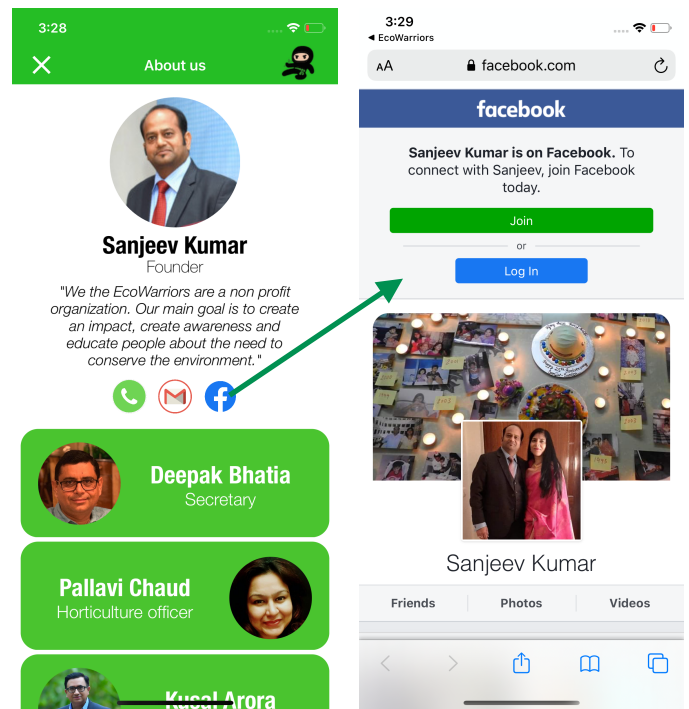 3:28
About us
Sanjeev Kumar
Founder
"We the EcoWarriors are a non profit
organization. Our main goal is to create
an impact, create awareness and
educate people about the need to
conserve the environment."
Deepak Bhatia
Secretary
Pallavi Chaud
Horticulture officer
Kusal Arora
3:29
◀ EcoWarriors
AA
facebook.com
facebook
Sanjeev Kumar is on Facebook. To
connect with Sanjeev, join Facebook
today.
Join
or
Log In
Sanjeev Kumar
Friends
Photos
Videos